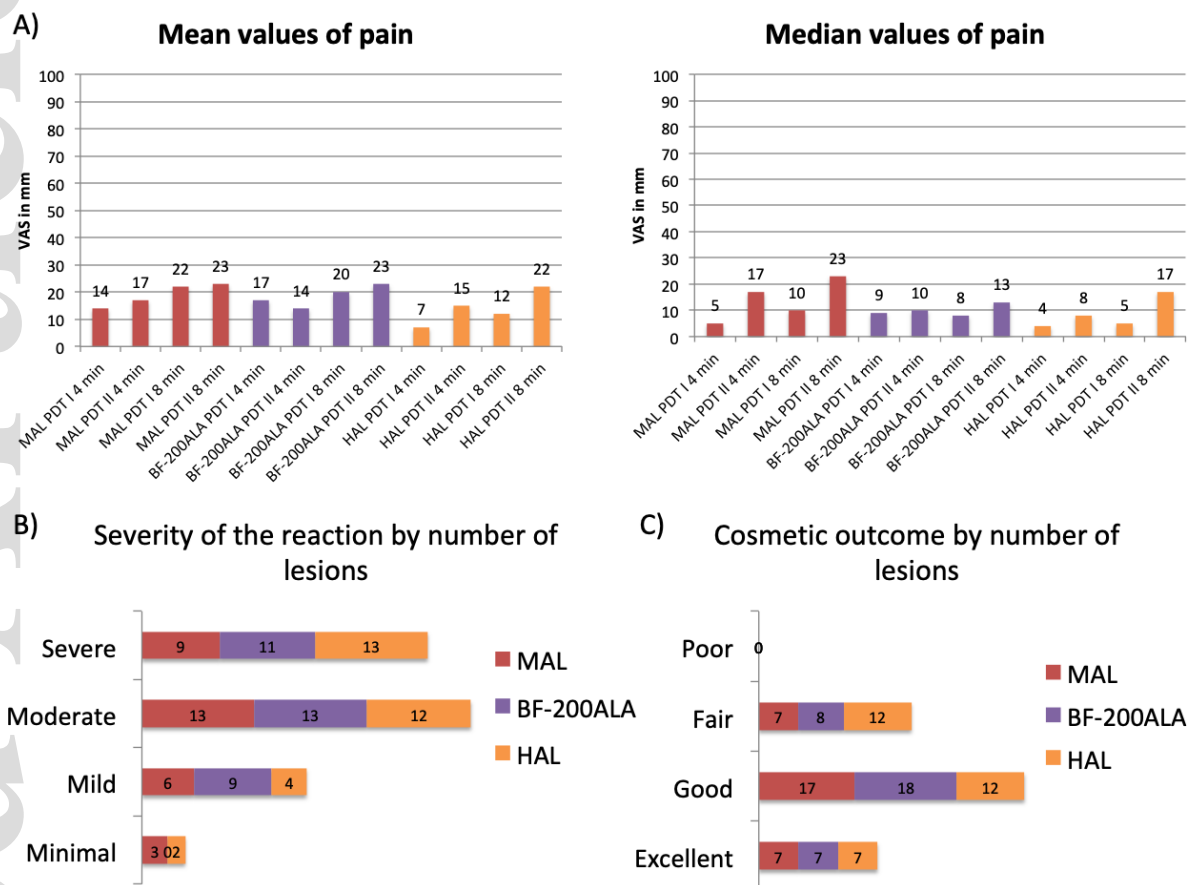 A)
Mean values of pain
VAS in mm
100
90
80
70
60
50
40
30
20
10
0
14
17
22
23
17
14
20
23
7
15
12
22
MAL PDT I 4 min
MAL PDT II 4 min
MAL PDT I 8 min
MAL PDT II 8 min
BF-200ALA PDT I 4 min
BF-200ALA PDT II 4 min
BF-200ALA PDT I 8 min
BF-200ALA PDT II 8 min
HAL PDT I 4 min
HAL PDT II 4 min
HAL PDT I 8 min
HAL PDT II 8 min
Median values of pain
VAS in mm
100
90
80
70
60
50
40
30
20
10
0
5
17
10
23
9
10
8
13
4
8
5
17
MAL PDT I 4 min
MAL PDT II 4 min
MAL PDT I 8 min
MAL PDT II 8 min
BF-200ALA PDT I 4 min
BF-200ALA PDT II 4 min
BF-200ALA PDT I 8 min
BF-200ALA PDT II 8 min
HAL PDT I 4 min
HAL PDT II 4 min
HAL PDT I 8 min
HAL PDT II 8 min
B)
Severity of the reaction by number of
lesions
Severe 9 11 13
Moderate 13 13 12
Mild 6 9 4
Minimal 3 0 2
MAL
BF-200ALA
HAL
C)
Cosmetic outcome by number of
lesions
Poor 0
Fair 7 8 12
Good 17 18 12
Excellent 7 7 7
MAL
BF-200ALA
HAL